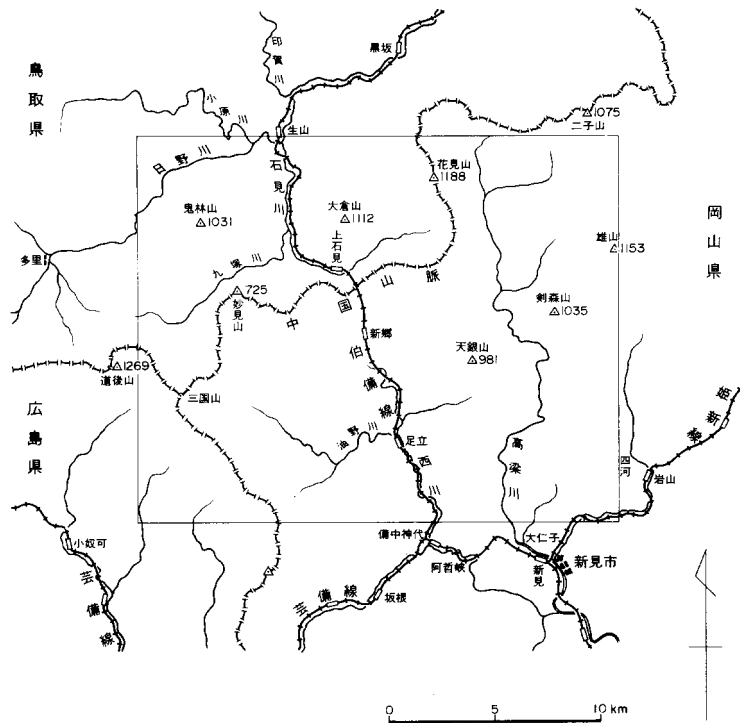 印賀川
黒坂
鳥取県
小原川
1075
二子山
生山
日野川
石見川
花見山
1188
鬼林山
1031
大倉山
1112
上石見
岡山県
雄山
1153
多里
九塚川
725
妙見山
中国山脈
剣森山
1035
新郷
天銀山
981
1269
道後山
三国山
伯備線
広島県
油野川
足立
西川
高梁川
姫新線
岩山
小奴可
備中神代
大仁子
阿哲峡
新見
新見市
芸備線
芸備線
坂根
0 5 10 km